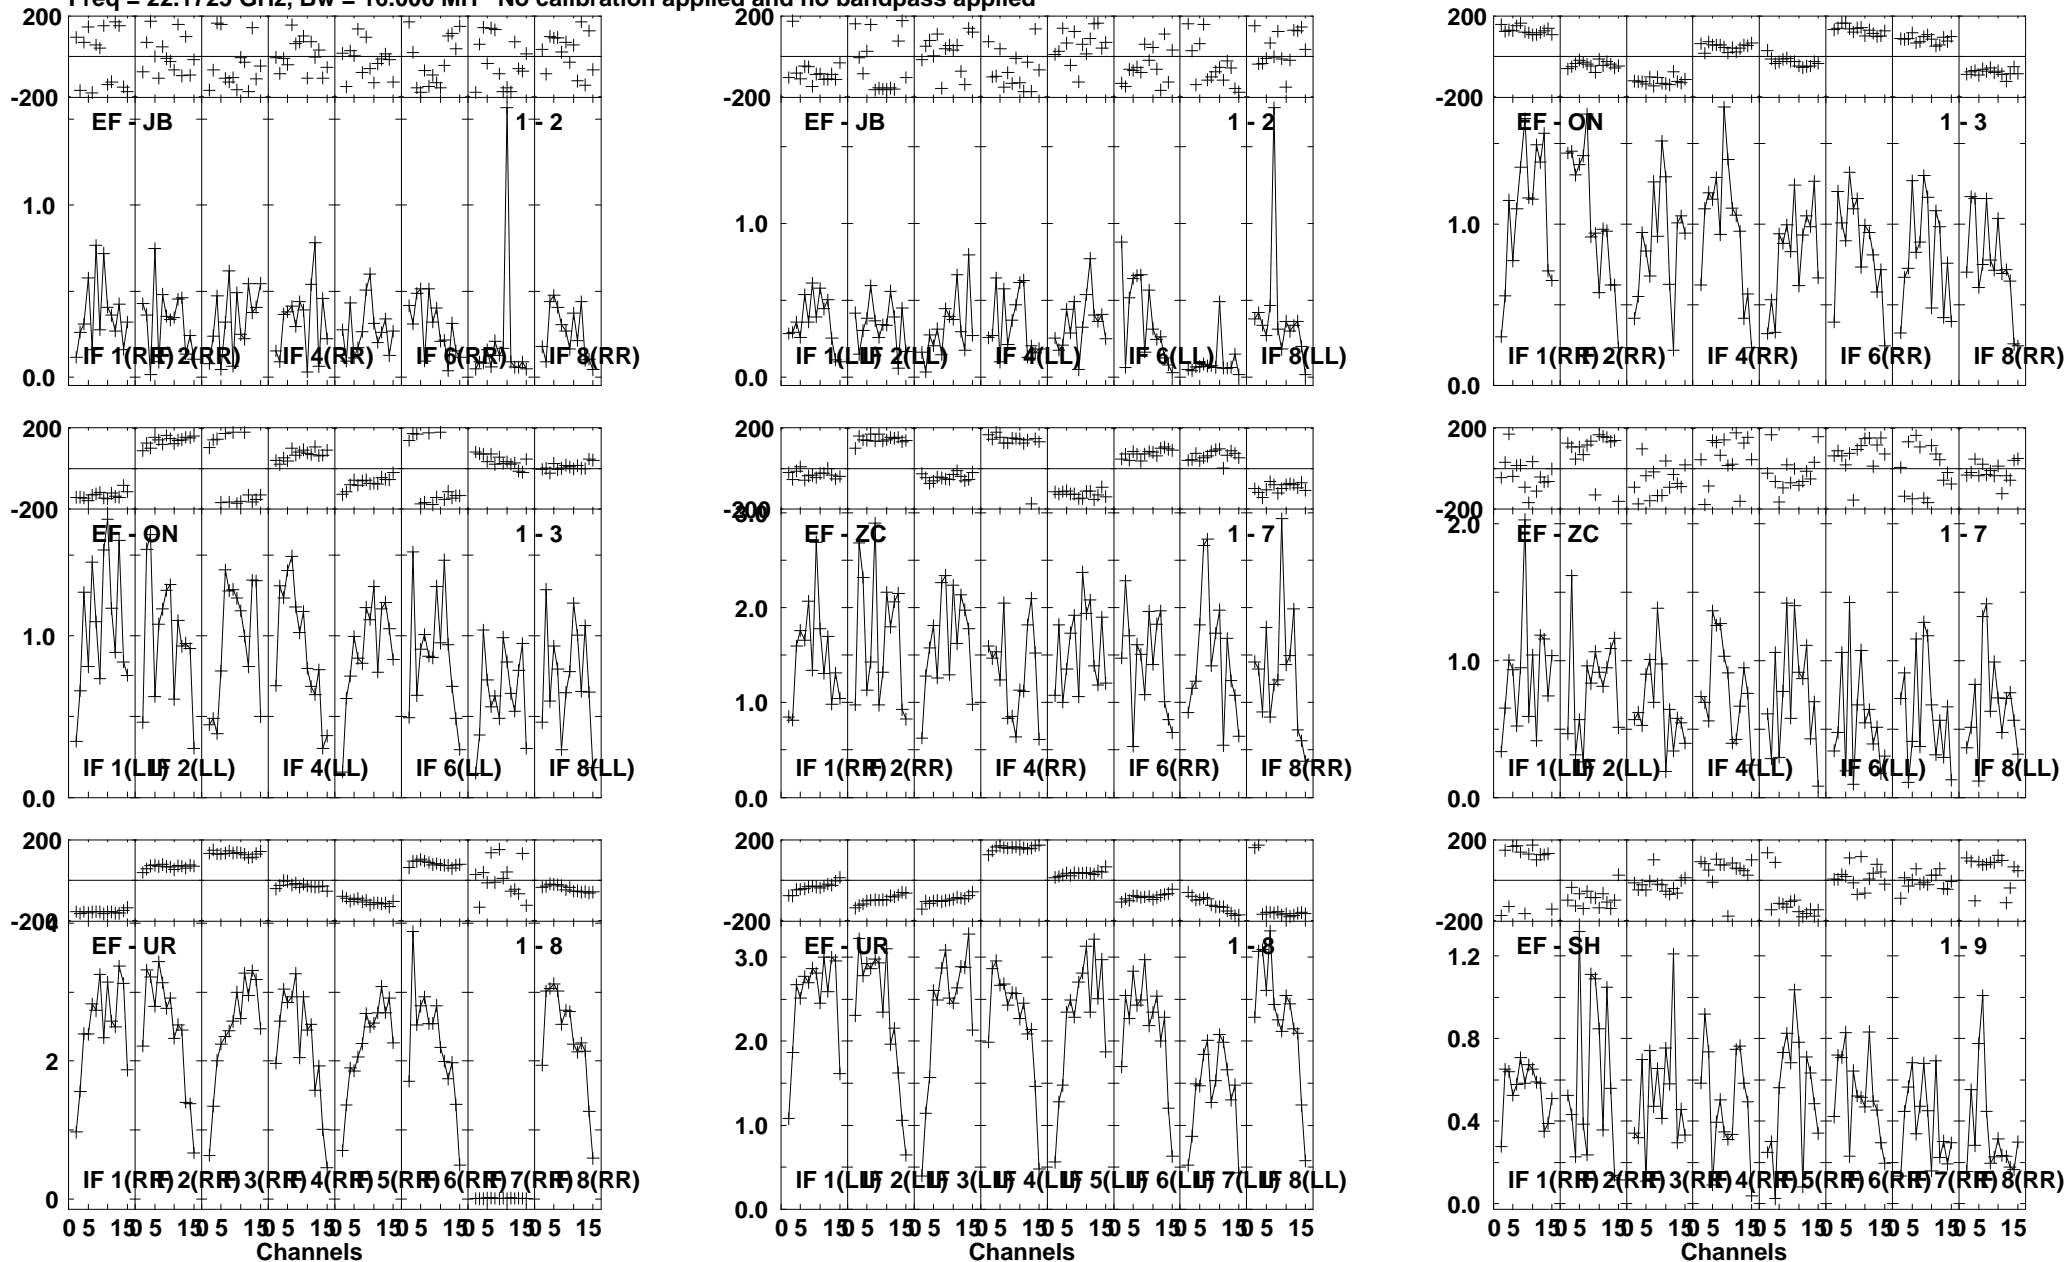 Freq = 22.1725 GHz, Bw = 16.000 MH No calibration applied and no bandpass applied
200 200 200
-200 -200 -200
EF - JB 1 - 2 EF - JB 1 - 2 EF - ON 1 - 3
1.0 1.0 1.0
IF 1(RR) IF 2(RR) IF 4(RR) IF 6(RR) IF 8(RR) IF 1(LL) IF 2(LL) IF 4(LL) IF 6(LL) IF 8(LL) IF 1(RR) IF 2(RR) IF 4(RR) IF 6(RR) IF 8(RR)
0.0 0.0 0.0
200 200 200
-200 -200 -200
3.0 2.0
EF - ON 1 - 3 EF - ZC 1 - 7 EF - ZC 1 - 7
2.0
1.0 1.0 1.0
IF 1(LL) IF 2(LL) IF 4(LL) IF 6(LL) IF 8(LL) IF 1(RR) IF 2(RR) IF 4(RR) IF 6(RR) IF 8(RR) IF 1(LL) IF 2(LL) IF 4(LL) IF 6(LL) IF 8(LL)
0.0 0.0 0.0
200 200 200
-200 -200 -200
4
EF - UR 1 - 8 EF - UR 1 - 8 EF - SH 1 - 9
3.0 1.2
2 2.0 0.8
1.0 0.4
IF 1(RR) IF 2(RR) IF 3(RR) IF 4(RR) IF 5(RR) IF 6(RR) IF 7(RR) IF 8(RR) IF 1(LL) IF 2(LL) IF 3(LL) IF 4(LL) IF 5(LL) IF 6(LL) IF 7(LL) IF 8(LL) IF 1(RR) IF 2(RR) IF 3(RR) IF 4(RR) IF 5(RR) IF 6(RR) IF 7(RR) IF 8(RR)
0 0.0 0.0
0 5 15 0 5 15 0 5 15 0 5 15 0 5 15 0 5 15 0 5 15 0 5 15 0 5 15 0 5 15 0 5 15 0 5 15 0 5 15 0 5 15 0 5 15 0 5 15 0 5 15 0 5 15 0 5 15 0 5 15 0 5 15 0 5 15 0 5 15 0 5 15
Channels Channels Channels